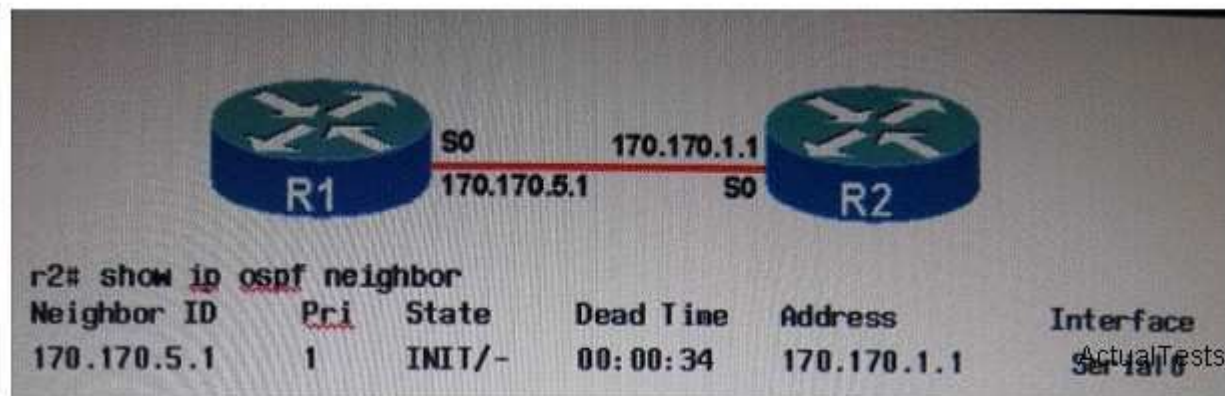 S0
170.170.1.1
170.170.5.1
S0
R1
R2
r2# show ip ospf neighbor
Neighbor ID Pri State Dead Time Address Interface
170.170.5.1 1 INIT/- 00:00:34 170.170.1.1 Serial0
ActualTests